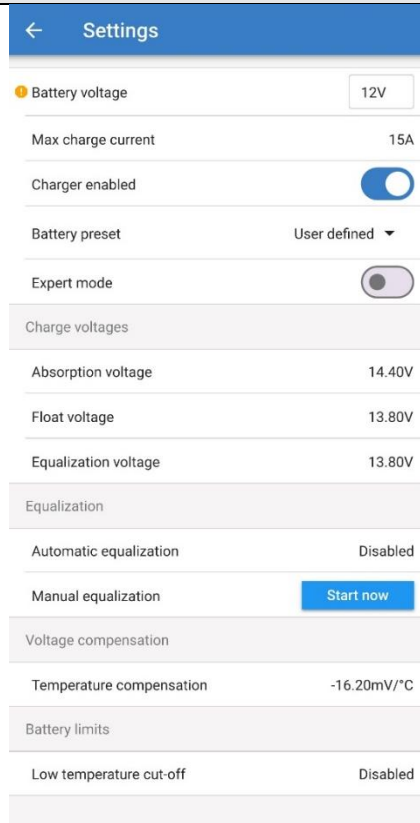 Settings
Battery voltage 12V
Max charge current 15A
Charger enabled
Battery preset User defined
Expert mode
Charge voltages
Absorption voltage 14.40V
Float voltage 13.80V
Equalization voltage 13.80V
Equalization
Automatic equalization Disabled
Manual equalization Start now
Voltage compensation
Temperature compensation -16.20mV/°C
Battery limits
Low temperature cut-off Disabled